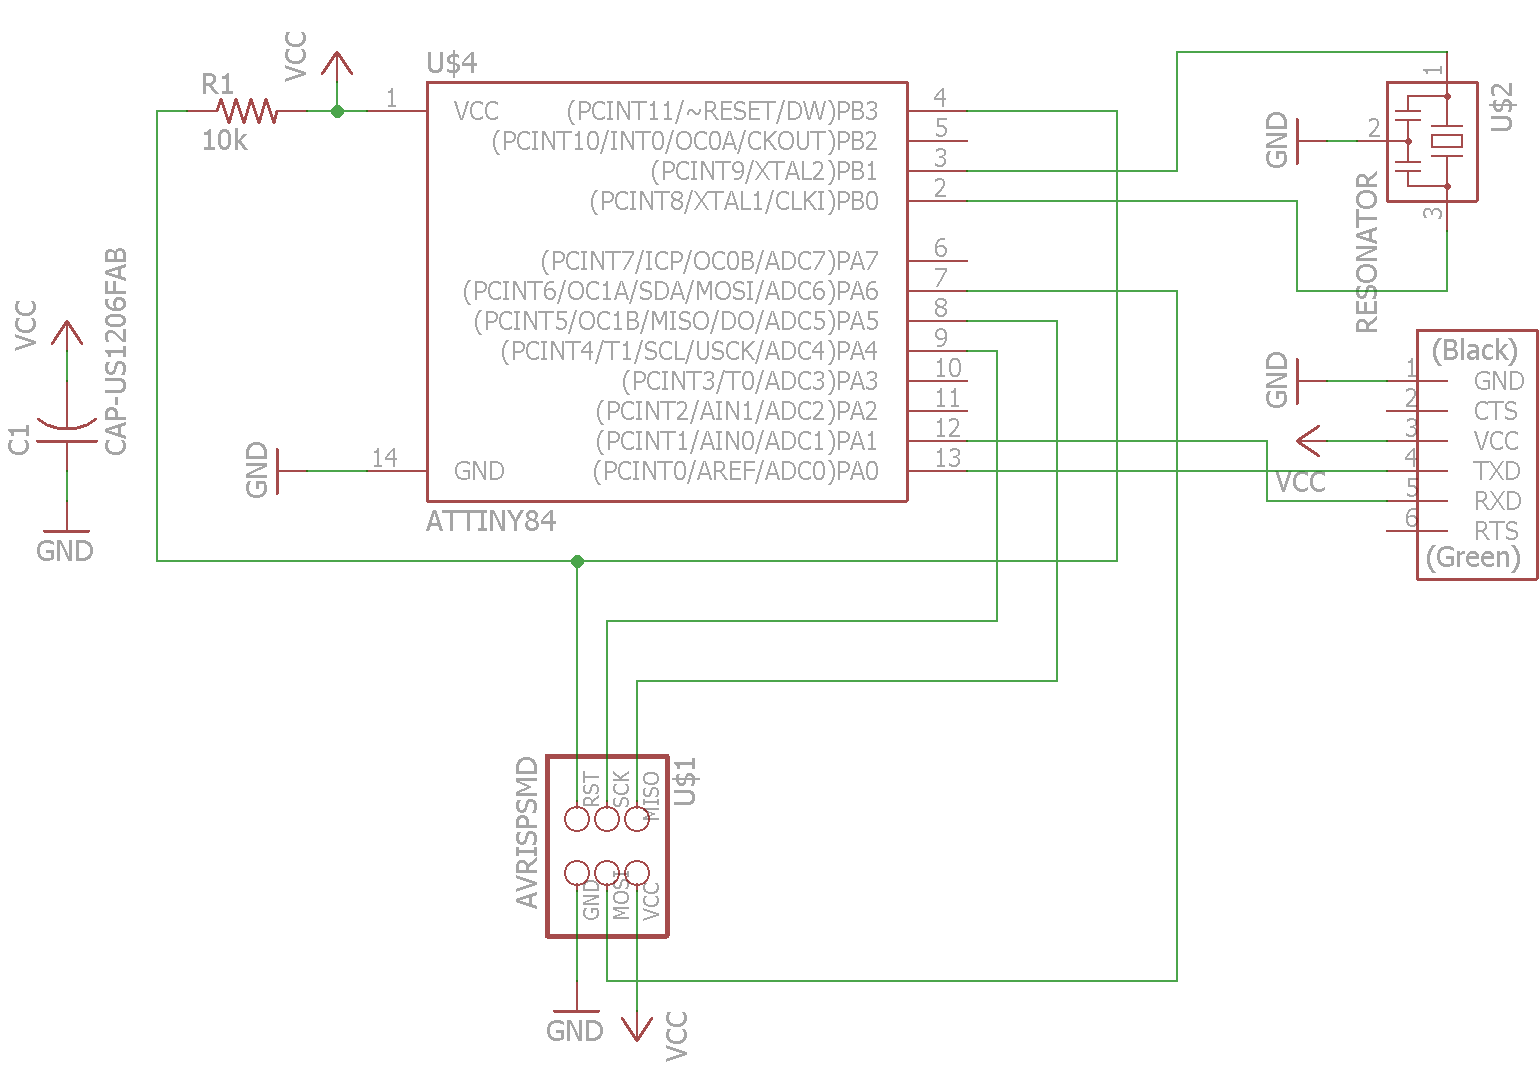 VCC
R1
10k
U$4
1
VCC
(PCINT11/~RESET/DW)PB3
4
(PCINT10/INT0/OC0A/CKOUT)PB2
5
(PCINT9/XTAL2)PB1
3
(PCINT8/XTAL1/CLKI)PB0
2
(PCINT7/ICP/OC0B/ADC7)PA7
6
(PCINT6/OC1A/SDA/MOSI/ADC6)PA6
7
(PCINT5/OC1B/MISO/DO/ADC5)PA5
8
(PCINT4/T1/SCL/USCK/ADC4)PA4
9
(PCINT3/T0/ADC3)PA3
10
(PCINT2/AIN1/ADC2)PA2
11
(PCINT1/AIN0/ADC1)PA1
12
GND
14
GND
(PCINT0/AREF/ADC0)PA0
13
ATTINY84
VCC
C1
CAP-US1206FAB
GND
1
GND
2
3
U$2
RESONATOR
(Black)
GND
1
GND
2
CTS
3
VCC
VCC
4
TXD
5
RXD
6
RTS
(Green)
AVRISPSMD
RST
SCK
MISO
U$1
GND
MOSI
VCC
GND
VCC